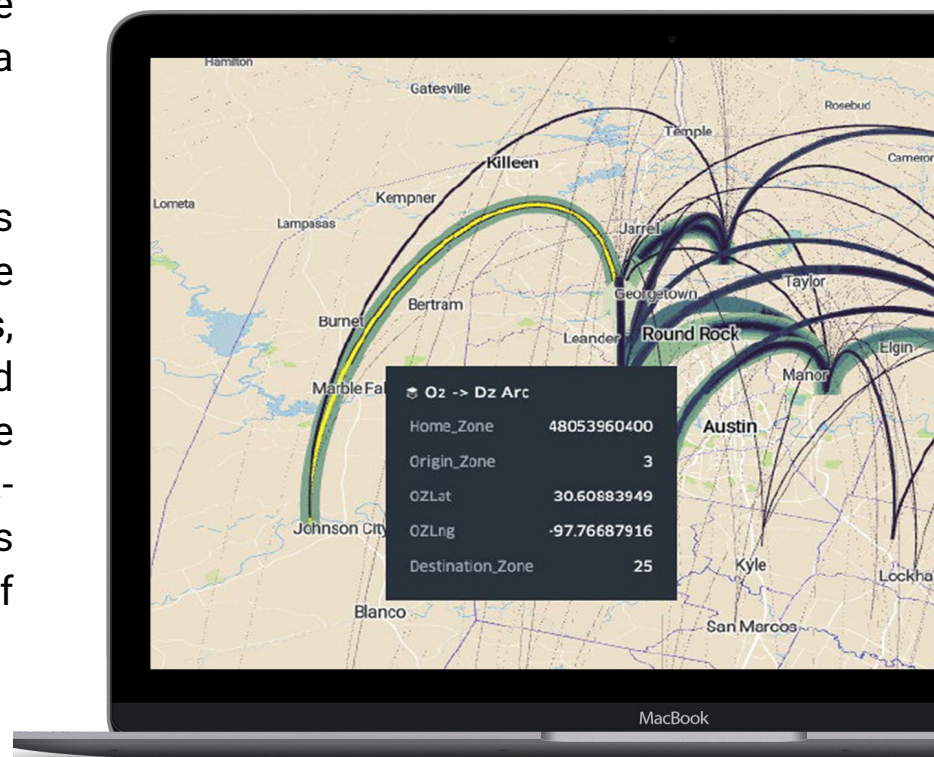 e
a
s
e
s,
d
e
-
s
f
Hamilton
Gatesville
Rosebud
Temple
Cameron
Killeen
Kempner
Lometa
Lampasas
Jarrell
Georgetown
Taylor
Bertram
Burnet
Leander
Round Rock
Elgin
Manor
Marble Fa
O2 -> Dz Arc
Home_Zone 48053960400
Origin_Zone 3
OZLat 30.60883949
OZLng -97.76687916
Destination_Zone 25
Austin
Johnson City
Kyle
Lockha
Blanco
San Marcos
MacBook